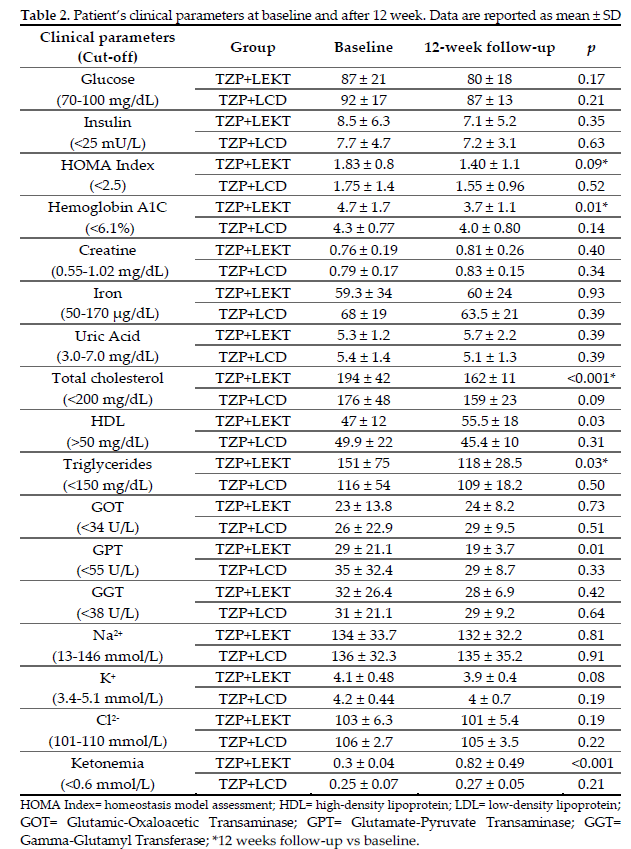 Table 2. Patient's clinical parameters at baseline and after 12 week. Data are reported as mean ± SD
Clinical parameters (Cut-off) Group Baseline 12-week follow-up p
Glucose TZP+LEKT 87 ± 21 80 ± 18 0.17
(70-100 mg/dL) TZP+LCD 92 ± 17 87 ± 13 0.21
Insulin TZP+LEKT 8.5 ± 6.3 7.1 ± 5.2 0.35
(<25 mU/L) TZP+LCD 7.7 ± 4.7 7.2 ± 3.1 0.63
HOMA Index TZP+LEKT 1.83 ± 0.8 1.40 ± 1.1 0.09*
(<2.5) TZP+LCD 1.75 ± 1.4 1.55 ± 0.96 0.52
Hemoglobin A1C TZP+LEKT 4.7 ± 1.7 3.7 ± 1.1 0.01*
(<6.1%) TZP+LCD 4.3 ± 0.77 4.0 ± 0.80 0.14
Creatine TZP+LEKT 0.76 ± 0.19 0.81 ± 0.26 0.40
(0.55-1.02 mg/dL) TZP+LCD 0.79 ± 0.17 0.83 ± 0.15 0.34
Iron TZP+LEKT 59.3 ± 34 60 ± 24 0.93
(50-170 µg/dL) TZP+LCD 68 ± 19 63.5 ± 21 0.39
Uric Acid TZP+LEKT 5.3 ± 1.2 5.7 ± 2.2 0.39
(3.0-7.0 mg/dL) TZP+LCD 5.4 ± 1.4 5.1 ± 1.3 0.39
Total cholesterol TZP+LEKT 194 ± 42 162 ± 11 <0.001*
(<200 mg/dL) TZP+LCD 176 ± 48 159 ± 23 0.09
HDL TZP+LEKT 47 ± 12 55.5 ± 18 0.03
(>50 mg/dL) TZP+LCD 49.9 ± 22 45.4 ± 10 0.31
Triglycerides TZP+LEKT 151 ± 75 118 ± 28.5 0.03*
(<150 mg/dL) TZP+LCD 116 ± 54 109 ± 18.2 0.50
GOT TZP+LEKT 23 ± 13.8 24 ± 8.2 0.73
(<34 U/L) TZP+LCD 26 ± 22.9 29 ± 9.5 0.51
GPT TZP+LEKT 29 ± 21.1 19 ± 3.7 0.01
(<55 U/L) TZP+LCD 35 ± 32.4 29 ± 8.7 0.33
GGT TZP+LEKT 32 ± 26.4 28 ± 6.9 0.42
(<38 U/L) TZP+LCD 31 ± 21.1 29 ± 9.2 0.64
Na²⁺ TZP+LEKT 134 ± 33.7 132 ± 32.2 0.81
(13-146 mmol/L) TZP+LCD 136 ± 32.3 135 ± 35.2 0.91
K⁺ TZP+LEKT 4.1 ± 0.48 3.9 ± 0.4 0.08
(3.4-5.1 mmol/L) TZP+LCD 4.2 ± 0.44 4 ± 0.7 0.19
Cl²⁻ TZP+LEKT 103 ± 6.3 101 ± 5.4 0.19
(101-110 mmol/L) TZP+LCD 106 ± 2.7 105 ± 3.5 0.22
Ketonemia TZP+LEKT 0.3 ± 0.04 0.82 ± 0.49 <0.001
(<0.6 mmol/L) TZP+LCD 0.25 ± 0.07 0.27 ± 0.05 0.21
HOMA Index= homeostasis model assessment; HDL= high-density lipoprotein; LDL= low-density lipoprotein;
GOT= Glutamic-Oxaloacetic Transaminase; GPT= Glutamate-Pyruvate Transaminase; GGT=
Gamma-Glutamyl Transferase; *12 weeks follow-up vs baseline.